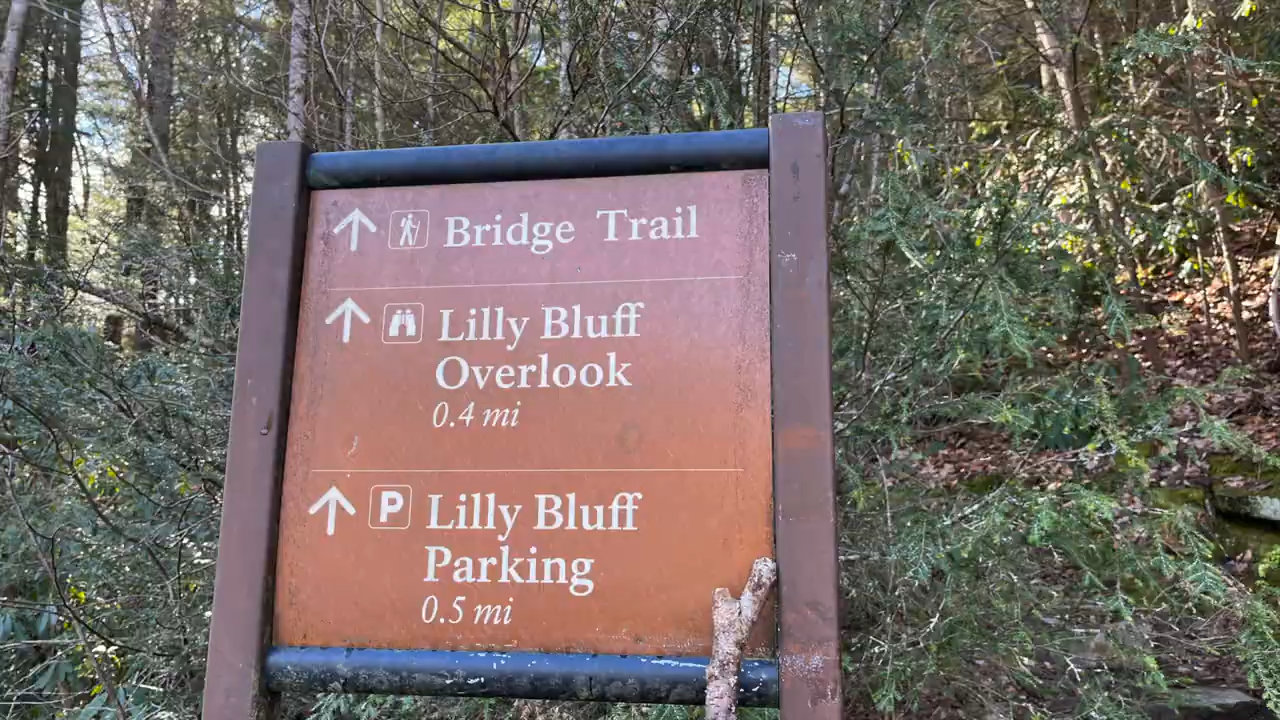 Bridge Trail
Lilly Bluff
Overlook
0.4 mi
P Lilly Bluff
Parking
0.5 mi